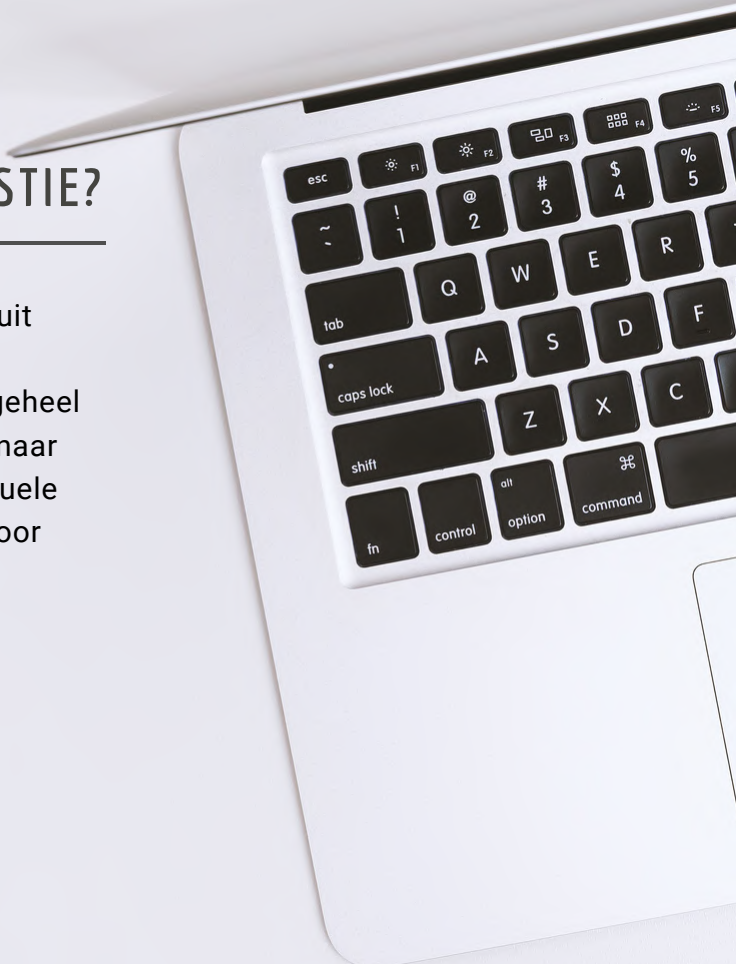 STIE?
uit
geheel
naar
uele
oor
esc F1 F2 F3 F4 F5
~ ` ! 1 @ 2 # 3 $ 4 % 5
tab Q W E R
caps lock A S D F
shift Z X C
fn control alt option ⌘ command